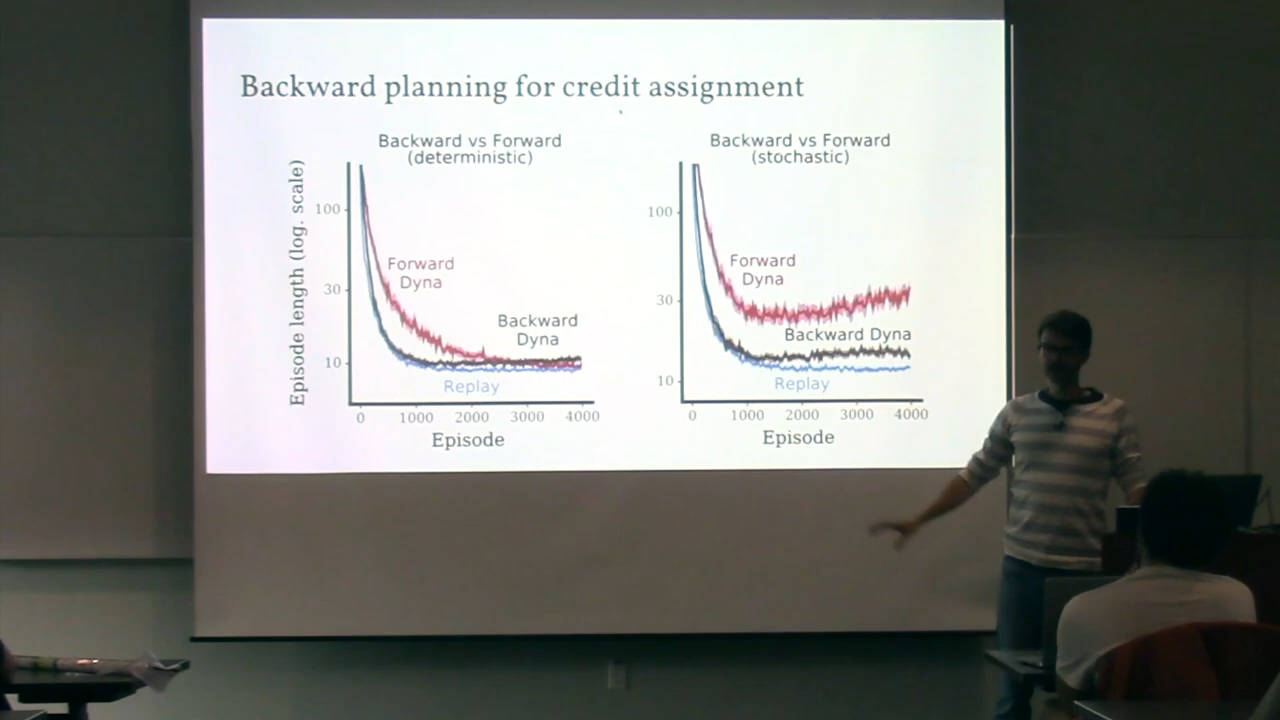 Backward planning for credit assignment
Backward vs Forward
(deterministic)
Episode length (log. scale)
100
30
10
Forward
Dyna
Backward
Dyna
Replay
0 1000 2000 3000 4000
Episode
Backward vs Forward
(stochastic)
100
30
10
Forward
Dyna
Backward Dyna
Replay
0 1000 2000 3000 4000
Episode